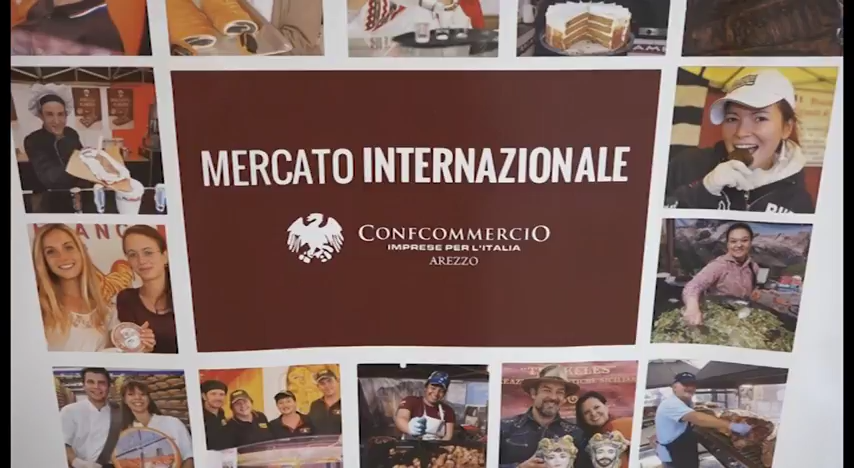 MERCATO INTERNAZIONALE
CONFCOMMERCIO
IMPRESE PER L'ITALIA
AREZZO